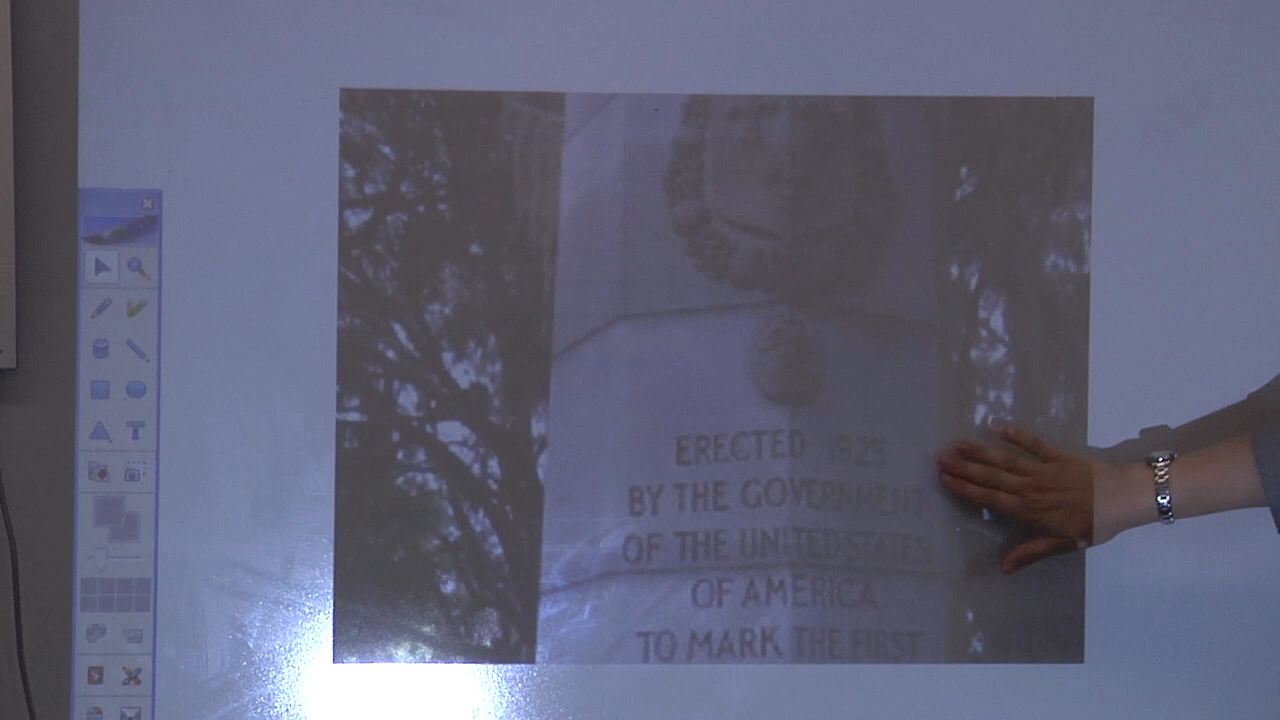 ERECTED 1925
BY THE GOVERNMENT
OF THE UNITED STATES
OF AMERICA
TO MARK THE FIRST